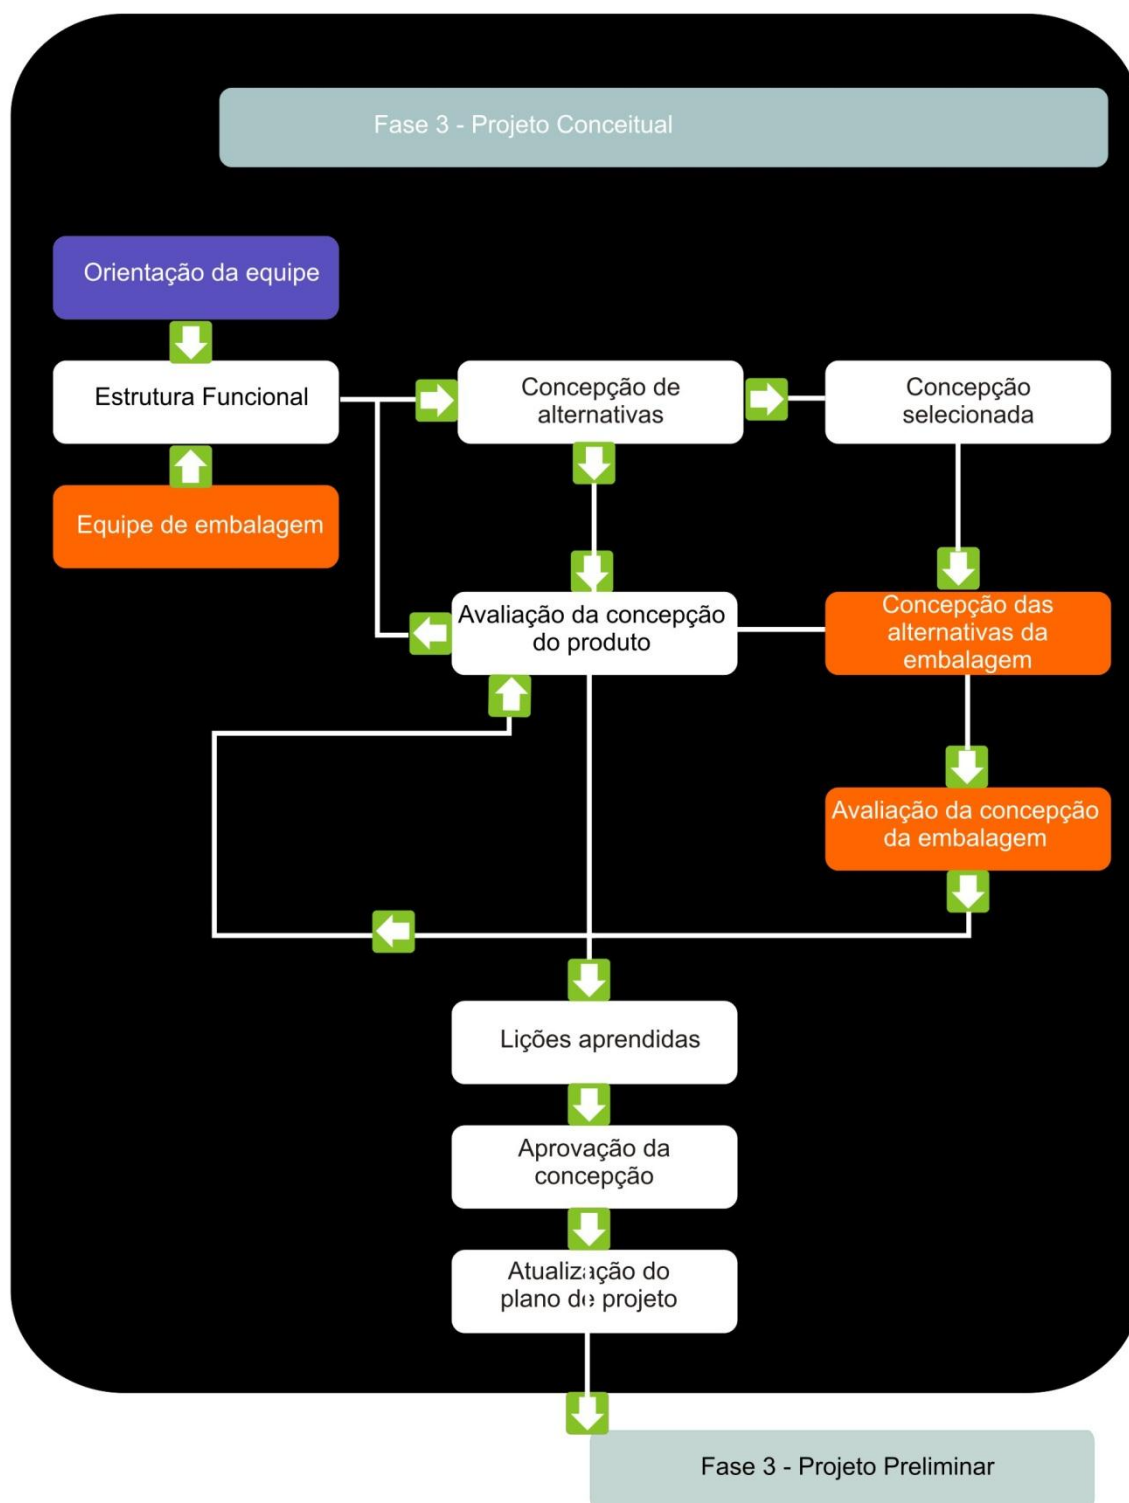 Fase 3 - Projeto Conceitual
Orientação da equipe
Estrutura Funcional
Equipe de embalagem
Concepção de
alternativas
Concepção
selecionada
Avaliação da concepção
do produto
Concepção das
alternativas da
embalagem
Avaliação da concepção
da embalagem
Lições aprendidas
Aprovação da
concepção
Atualização do
plano de projeto
Fase 3 - Projeto Preliminar